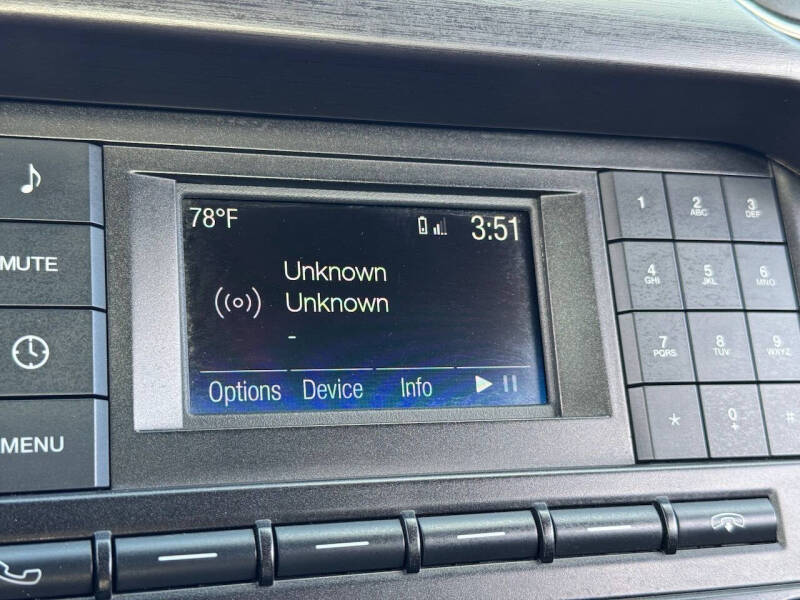 78°F 3:51
Unknown
Unknown
-
Options Device Info
MUTE
MENU
1 2 ABC 3 DEF
4 GHI 5 JKL 6 MNO
7 PQRS 8 TUV 9 WXYZ
* 0 + #